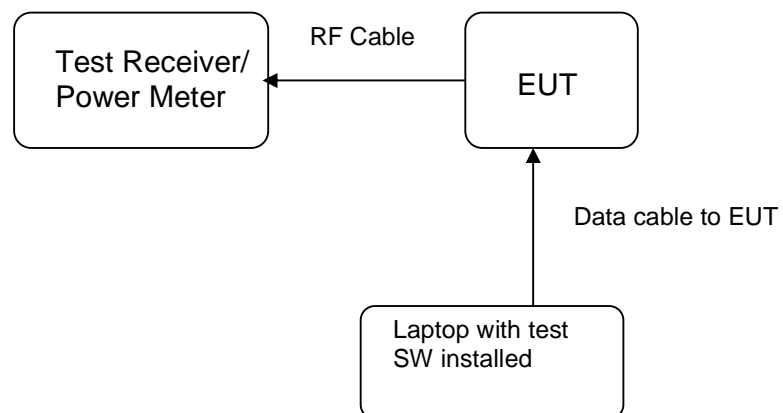 RF Cable
Test Receiver/
Power Meter
EUT
Data cable to EUT
Laptop with test
SW installed